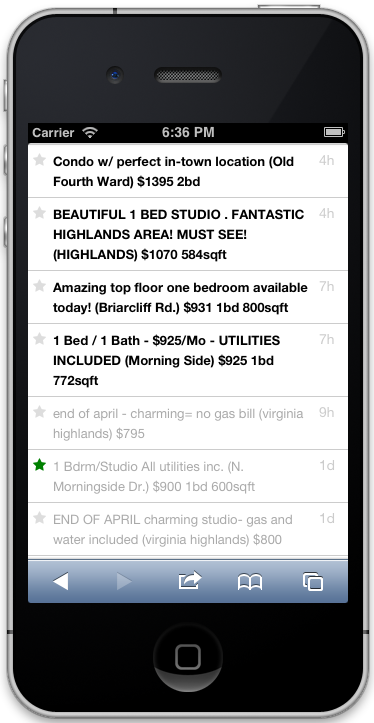 Carrier 6:36 PM
Condo w/ perfect in-town location (Old 4h
Fourth Ward) $1395 2bd
BEAUTIFUL 1 BED STUDIO . FANTASTIC 4h
HIGHLANDS AREA! MUST SEE!
(HIGHLANDS) $1070 584sqft
Amazing top floor one bedroom available 7h
today! (Briarcliff Rd.) $931 1bd 800sqft
1 Bed / 1 Bath - $925/Mo - UTILITIES 7h
INCLUDED (Morning Side) $925 1bd
772sqft
end of april - charming= no gas bill (virginia 9h
highlands) $795
1 Bdrm/Studio All utilities inc. (N. 1d
Morningside Dr.) $900 1bd 600sqft
END OF APRIL charming studio- gas and 1d
water included (virginia highlands) $800